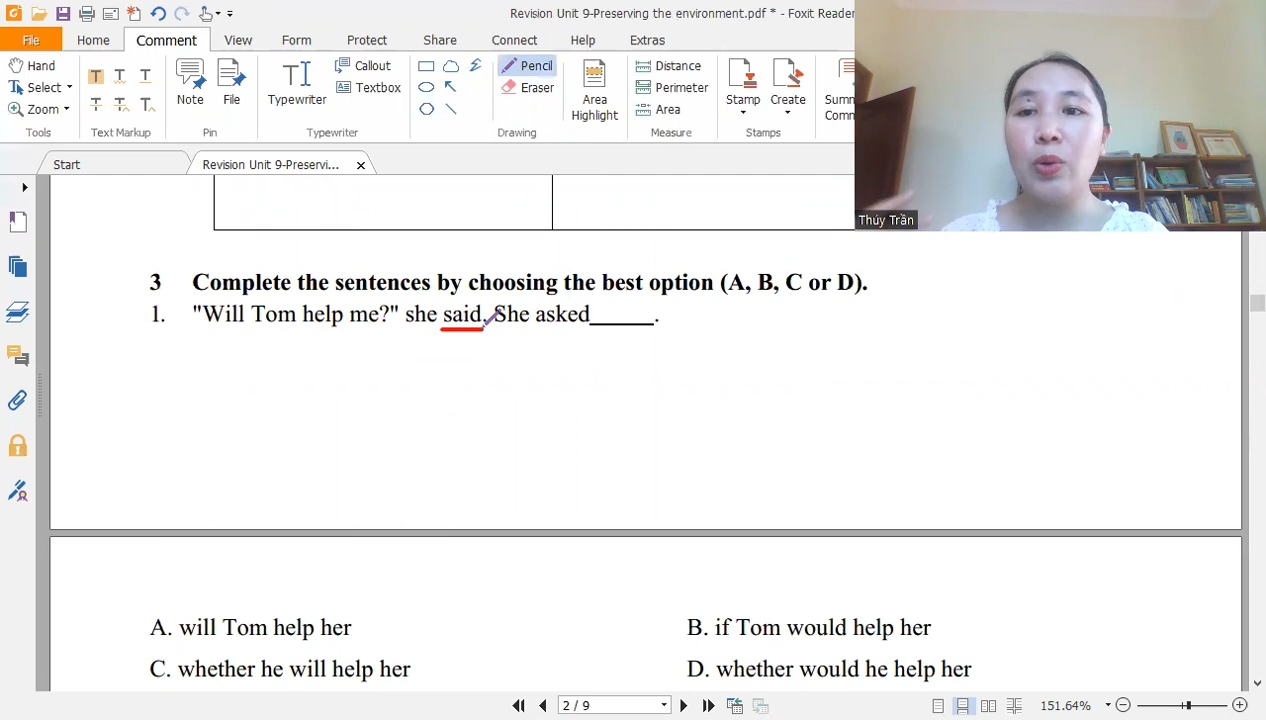 Revision Unit 9-Preserving the environment.pdf * - Foxit Reader
File Home Comment View Form Protect Share Connect Help Extras
Hand
Select
Zoom
Tools
Text Markup
Note
File
Pin
Typewriter
Callout
Textbox
Typewriter
Pencil
Eraser
Drawing
Area
Highlight
Distance
Perimeter
Area
Measure
Stamp
Create
Stamps
Summ
Comm
Start
Revision Unit 9-Preservi...
Thúy Trần
3 Complete the sentences by choosing the best option (A, B, C or D).
1. "Will Tom help me?" she said. She asked_____.
A. will Tom help her
B. if Tom would help her
C. whether he will help her
D. whether would he help her
2 / 9
151.64%